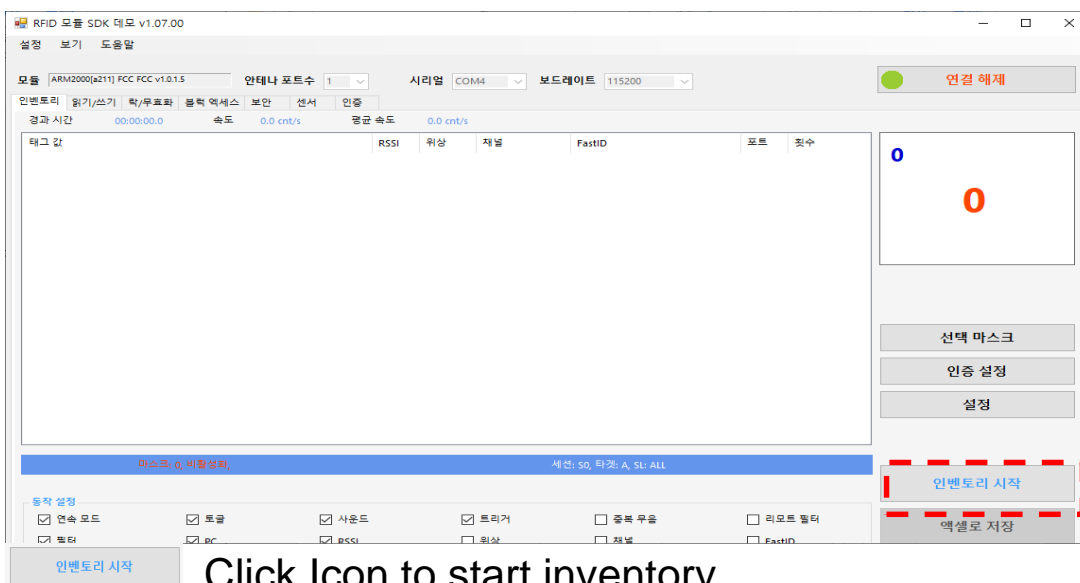 RFID 모듈 SDK 데모 v1.07.00
설정 보기 도움말
모듈 ARM2000[a211] FCC FCC v1.0.1.5 안테나 포트수 1 시리얼 COM4 보드레이트 115200 연결 해제
인벤토리 읽기/쓰기 락/무효화 블럭 엑세스 보안 센서 인증
경과 시간 00:00:00.0 속도 0.0 cnt/s 평균 속도 0.0 cnt/s
태그 값 RSSI 위상 채널 FastID 포트 횟수
0
0
선택 마스크
인증 설정
설정
마스크: 0, 비활성화, 세션: S0, 타겟: A, SL: ALL
인벤토리 시작
동작 설정
연속 모드 토글 사운드 트리거 중복 무음 리모트 필터
엑셀로 저장
필터 PC RSSI 위상 채널 FastID
인벤토리 시작 Click Icon to start inventory